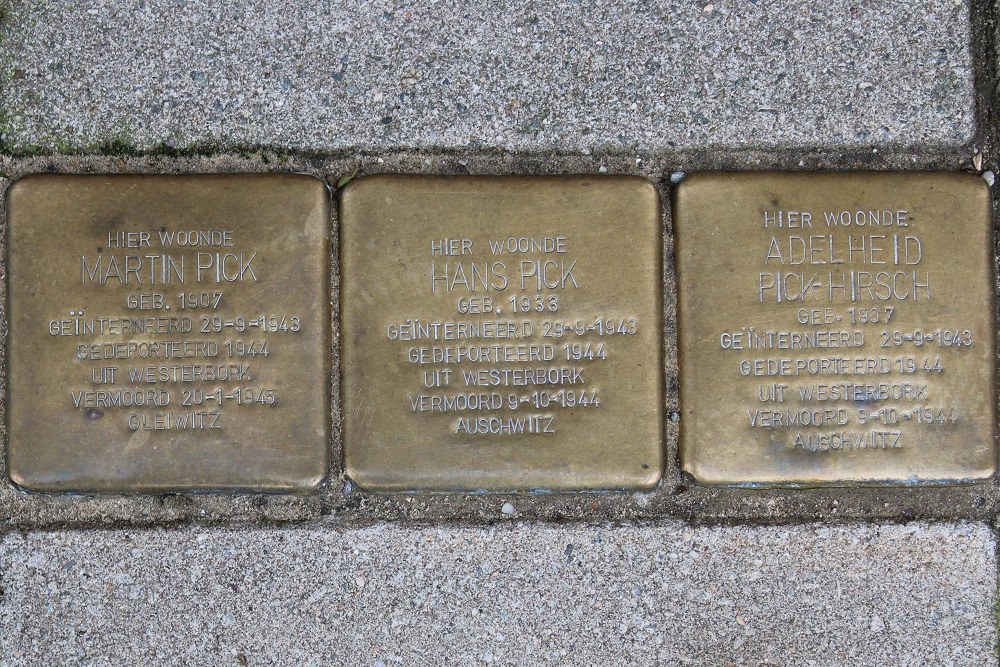 HIER WOONDE
MARTIN PICK
GEB. 1907
GEÏNTERNEERD 29-9-1943
GEDEPORTEERD 1944
UIT WESTERBORK
VERMOORD 20-1-1945
GLEIWITZ
HIER WOONDE
HANS PICK
GEB. 1933
GEÏNTERNEERD 29-9-1943
GEDEPORTEERD 1944
UIT WESTERBORK
VERMOORD 9-10-1944
AUSCHWITZ
HIER WOONDE
ADELHEID
PICK-HIRSCH
GEB. 1907
GEÏNTERNEERD 29-9-1943
GEDEPORTEERD 1944
UIT WESTERBORK
VERMOORD 9-10-1944
AUSCHWITZ